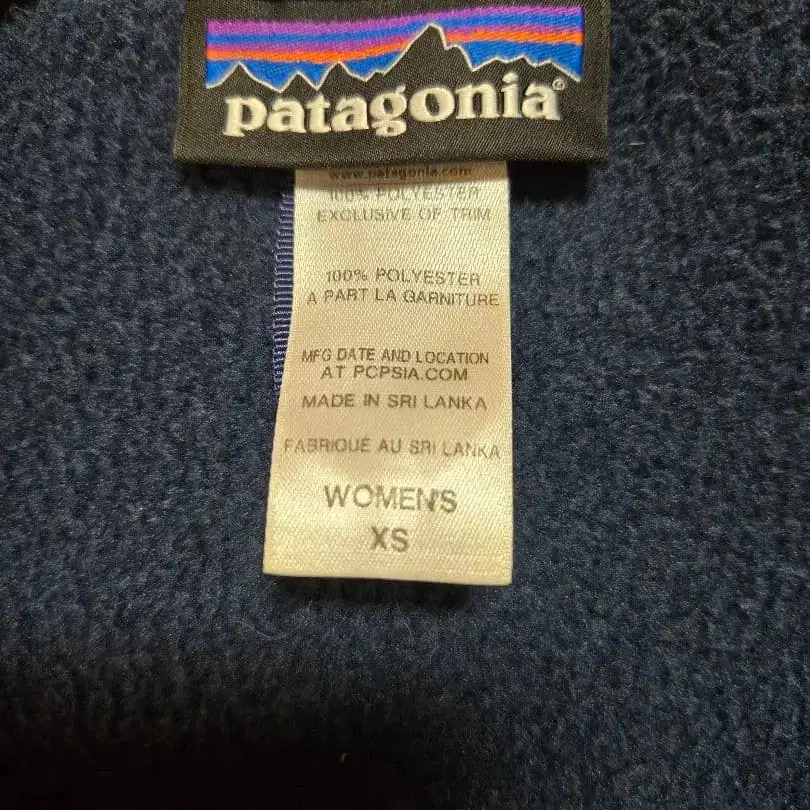 patagonia®
www.patagonia.com
100% POLYESTER
EXCLUSIVE OF TRIM
100% POLYESTER
A PART LA GARNITURE
MFG DATE AND LOCATION
AT PCPSIA.COM
MADE IN SRI LANKA
FABRIQUÉ AU SRI LANKA
WOMEN'S
XS